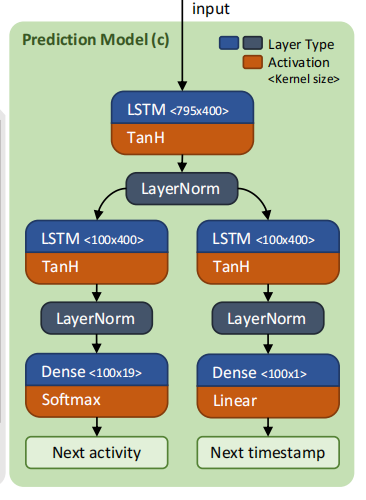 input
Prediction Model (c)
Layer Type
Activation
<Kernel size>
LSTM <795x400>
TanH
LayerNorm
LSTM <100x400>
TanH
LSTM <100x400>
TanH
LayerNorm
LayerNorm
Dense <100x19>
Softmax
Dense <100x1>
Linear
Next activity
Next timestamp